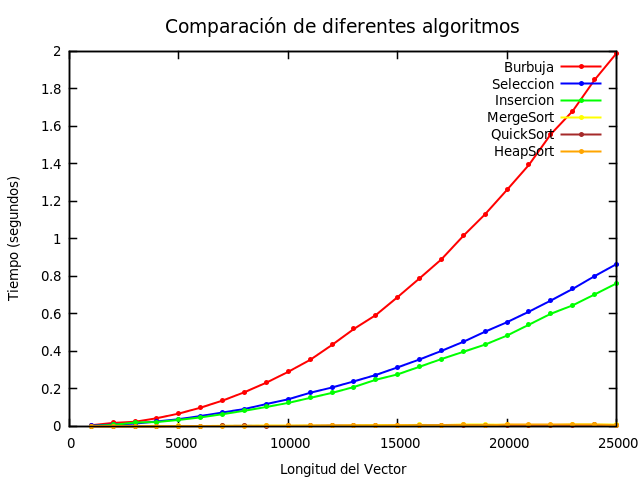 Comparación de diferentes algoritmos
Tiempo (segundos)
2
1.8
1.6
1.4
1.2
1
0.8
0.6
0.4
0.2
0
Burbuja
Seleccion
Insercion
MergeSort
QuickSort
HeapSort
0 5000 10000 15000 20000 25000
Longitud del Vector